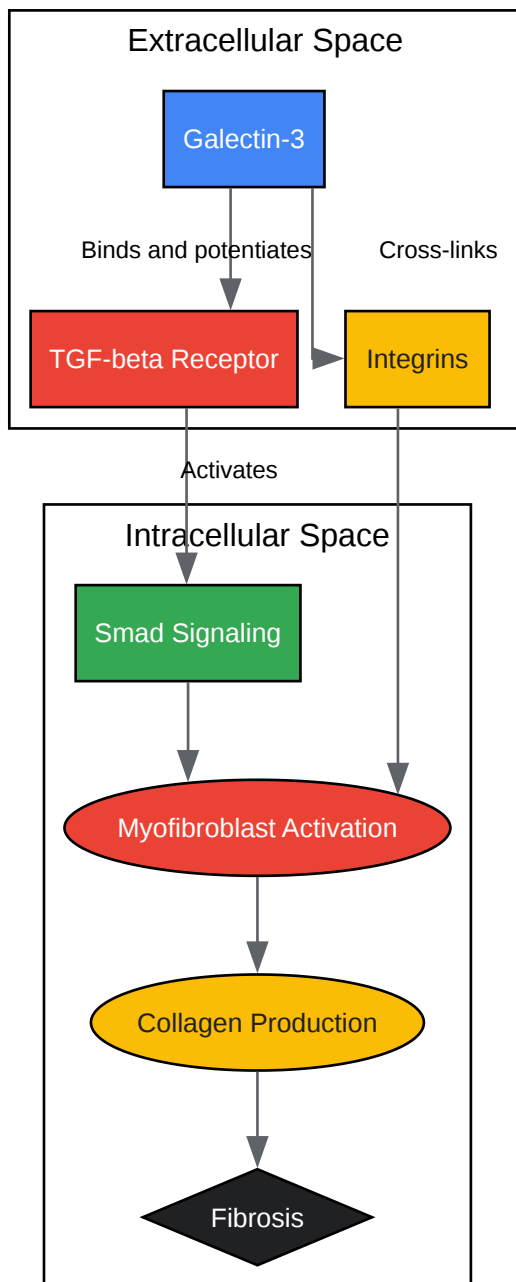 Extracellular Space
Galectin-3
Binds and potentiates
Cross-links
TGF-beta Receptor
Integrins
Activates
Intracellular Space
Smad Signaling
Myofibroblast Activation
Collagen Production
Fibrosis